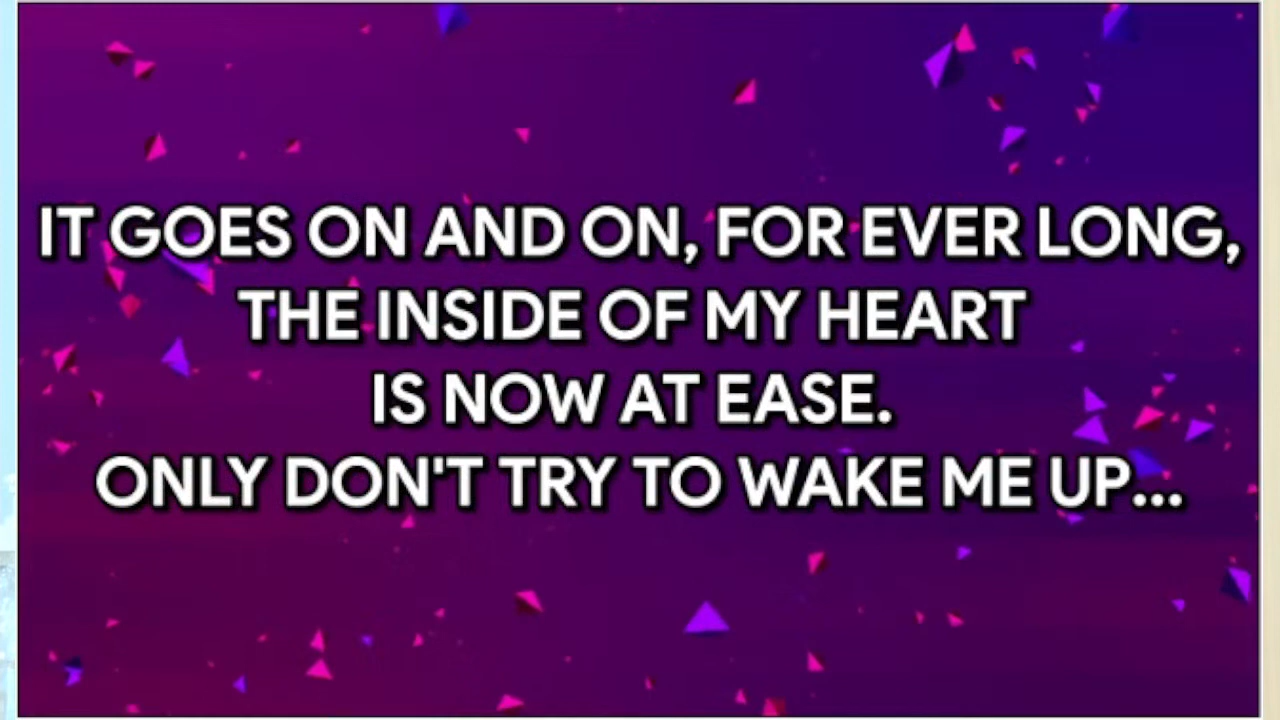 IT GOES ON AND ON, FOR EVER LONG,
THE INSIDE OF MY HEART
IS NOW AT EASE.
ONLY DON'T TRY TO WAKE ME UP...